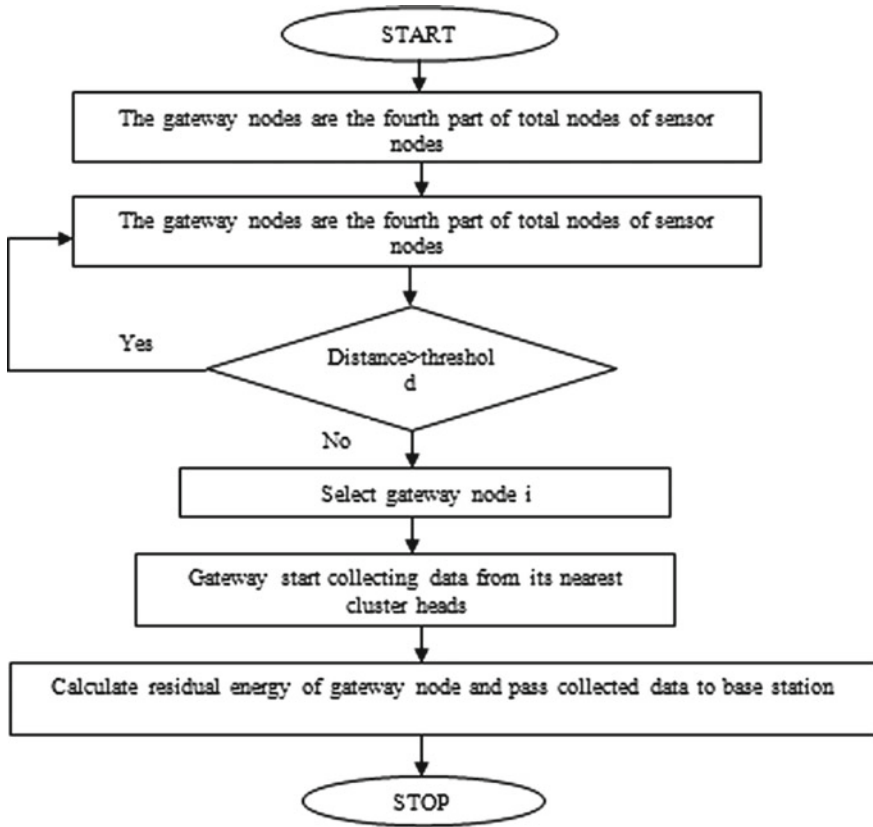 START
The gateway nodes are the fourth part of total nodes of sensor
nodes
The gateway nodes are the fourth part of total nodes of sensor
nodes
Yes
Distance>threshol
d
No
Select gateway node i
Gateway start collecting data from its nearest
cluster heads
Calculate residual energy of gateway node and pass collected data to base station
STOP